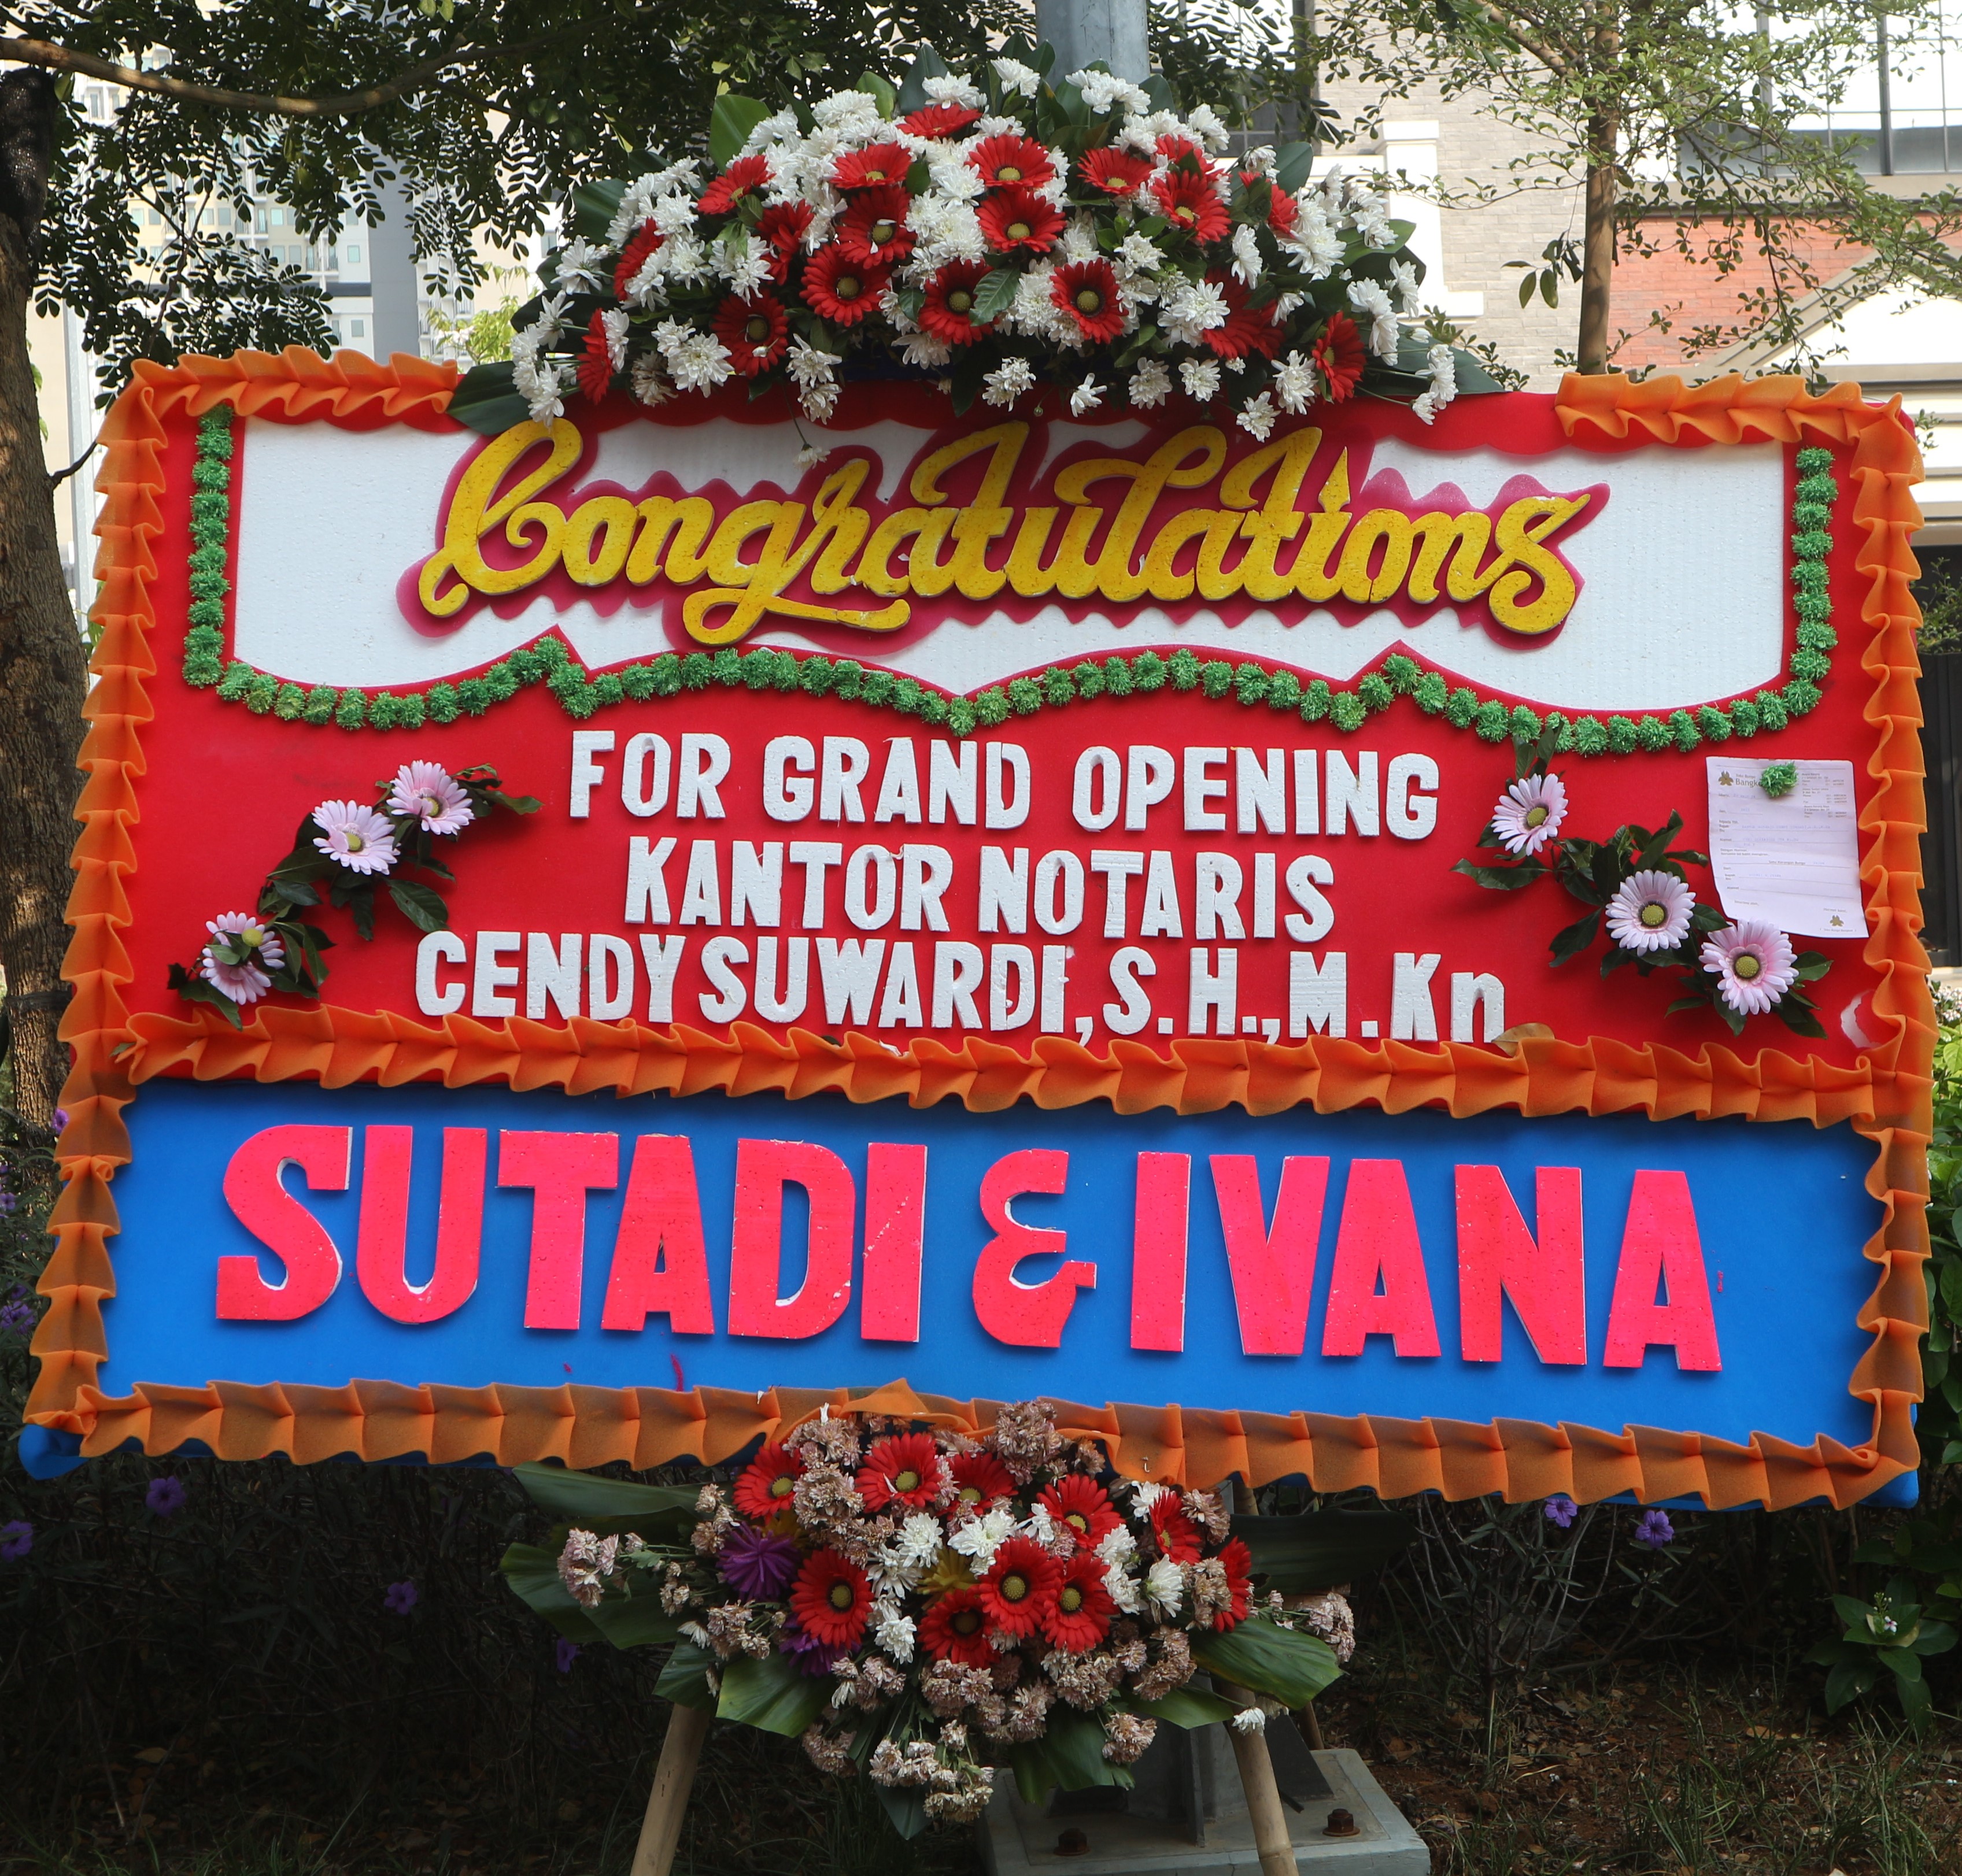 Congratulations
FOR GRAND OPENING
KANTOR NOTARIS
CENDY SUWARDI, S.H., M.Kn
SUTADI & IVANA